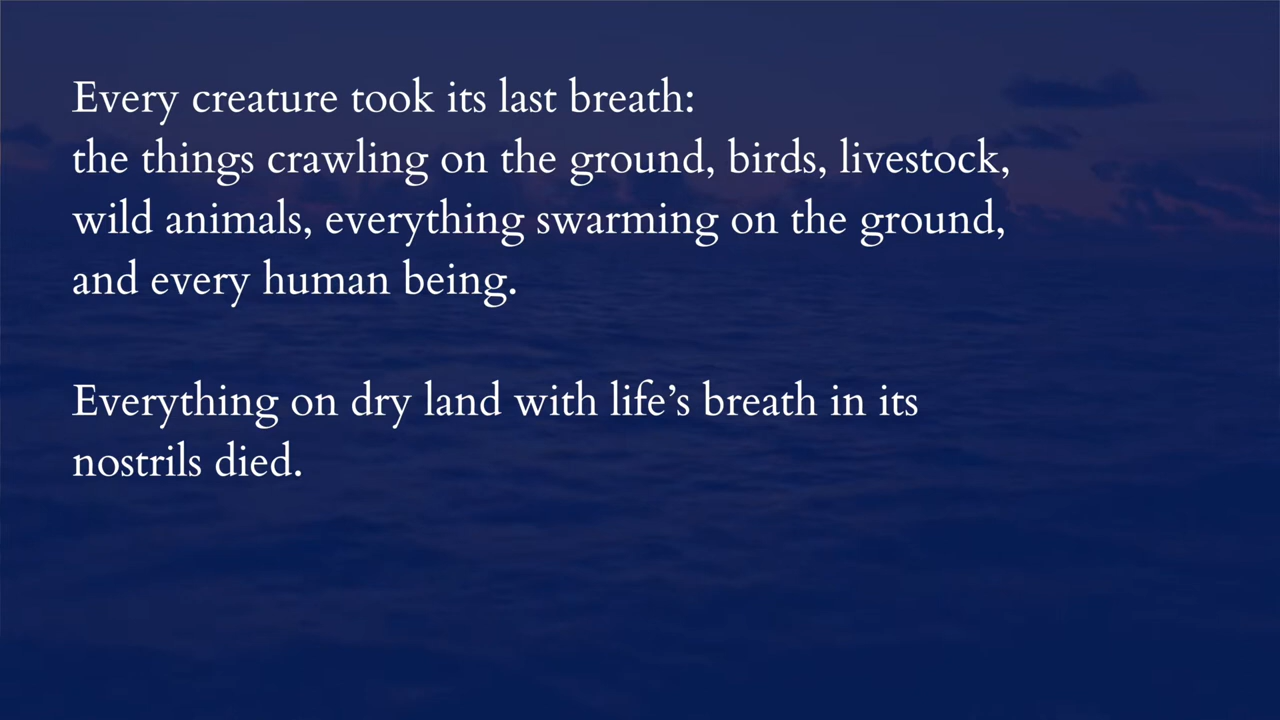 Every creature took its last breath:
the things crawling on the ground, birds, livestock,
wild animals, everything swarming on the ground,
and every human being.
Everything on dry land with life’s breath in its
nostrils died.